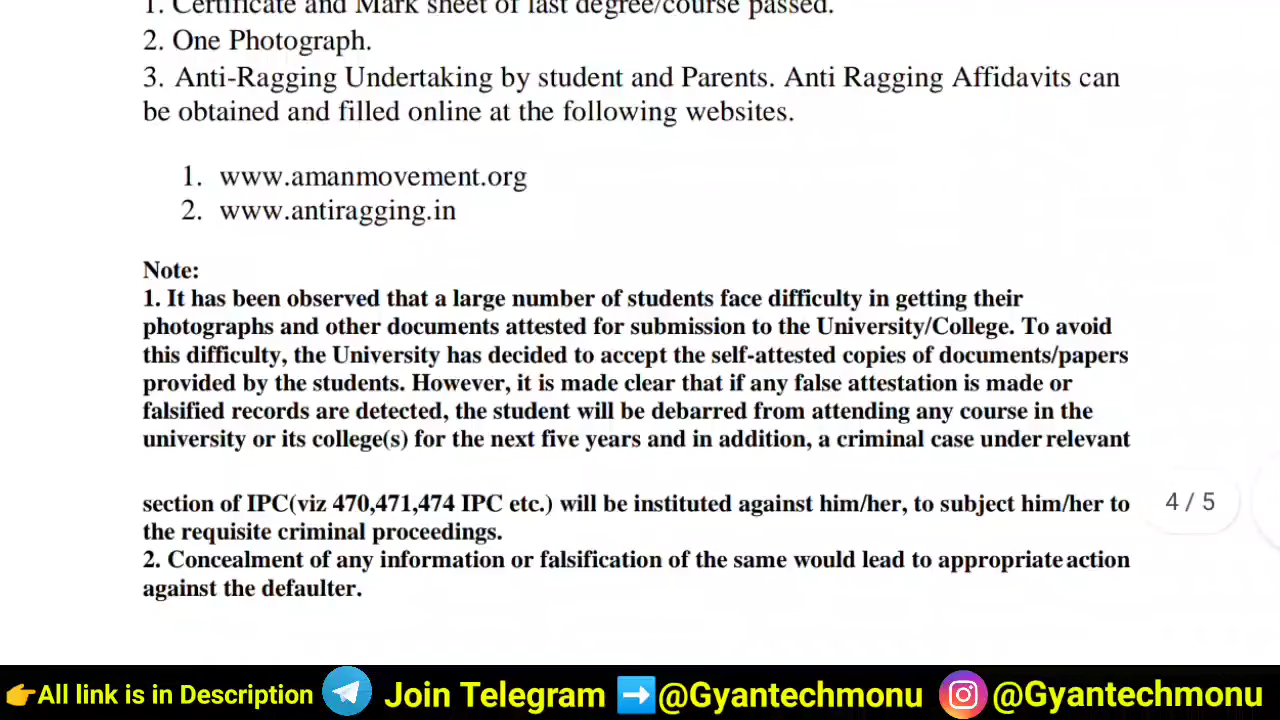 1. Certificate and Mark sheet of last degree/course passed.
2. One Photograph.
3. Anti-Ragging Undertaking by student and Parents. Anti Ragging Affidavits can
be obtained and filled online at the following websites.
1. www.amanmovement.org
2. www.antiragging.in
Note:
1. It has been observed that a large number of students face difficulty in getting their
photographs and other documents attested for submission to the University/College. To avoid
this difficulty, the University has decided to accept the self-attested copies of documents/papers
provided by the students. However, it is made clear that if any false attestation is made or
falsified records are detected, the student will be debarred from attending any course in the
university or its college(s) for the next five years and in addition, a criminal case under relevant
section of IPC(viz 470,471,474 IPC etc.) will be instituted against him/her, to subject him/her to
the requisite criminal proceedings.
2. Concealment of any information or falsification of the same would lead to appropriate action
against the defaulter.
4 / 5
👉All link is in Description Join Telegram ➡️@Gyantechmonu @Gyantechmonu